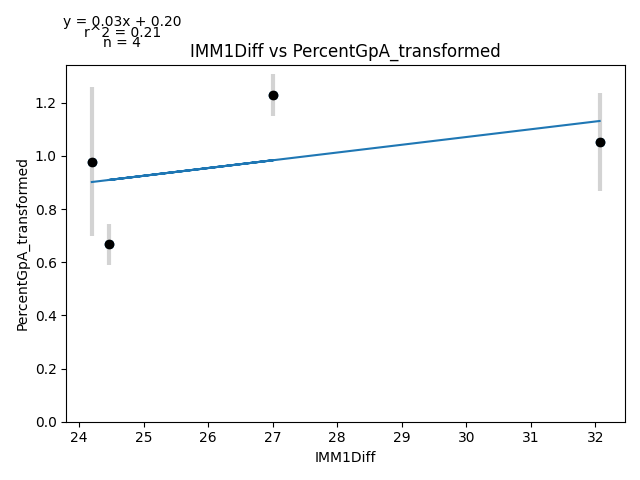 y = 0.03x + 0.20
r^2 = 0.21
n = 4
IMM1Diff vs PercentGpA_transformed
PercentGpA_transformed
1.2
1.0
0.8
0.6
0.4
0.2
0.0
24 25 26 27 28 29 30 31 32
IMM1Diff